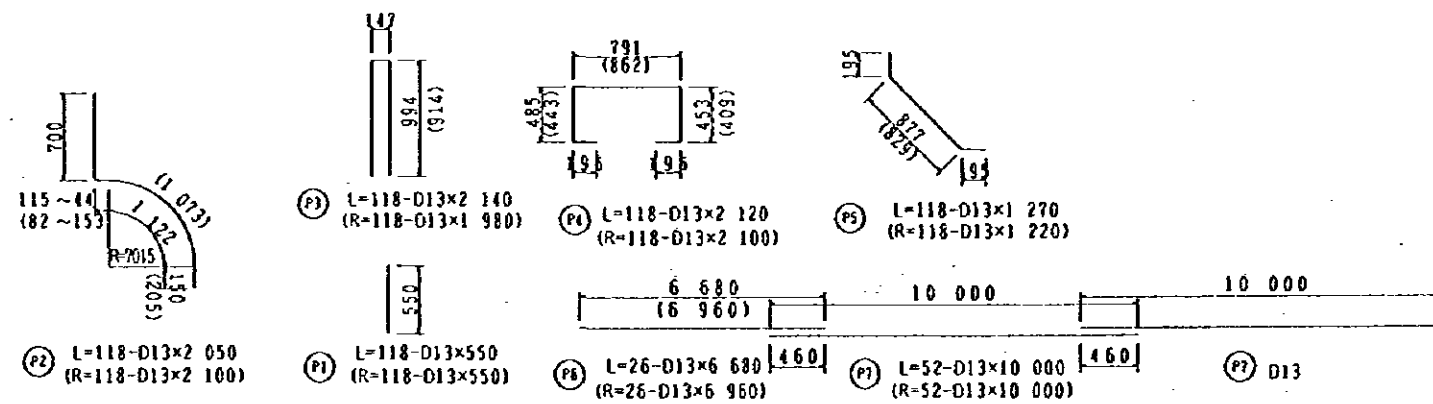 147
791
(862)
195
700
994
(914)
485
(443)
453
(409)
877
(829)
195
195
195
115～44
(82～153)
(1 073)
1 122
R=7015
150
(205)
P3 L=118-D13×2 140
(R=118-D13×1 980)
P4 L=118-D13×2 120
(R=118-D13×2 100)
P5 L=118-D13×1 270
(R=118-D13×1 220)
550
6 680
(6 960)
10 000
10 000
460
460
P2 L=118-D13×2 050
(R=118-D13×2 100)
P1 L=118-D13×550
(R=118-D13×550)
P6 L=26-D13×6 680
(R=26-D13×6 960)
P7 L=52-D13×10 000
(R=52-D13×10 000)
P7 D13